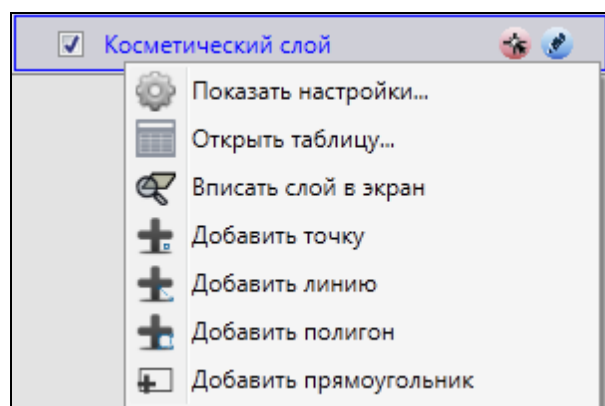 Косметический слой
Показать настройки...
Открыть таблицу...
Вписать слой в экран
Добавить точку
Добавить линию
Добавить полигон
Добавить прямоугольник